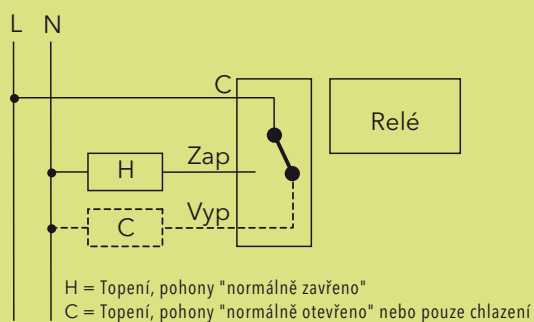 L N
C
Relé
Zap
H
Vyp
C
H = Topení, pohony "normálně zavřeno"
C = Topení, pohony "normálně otevřeno" nebo pouze chlazení